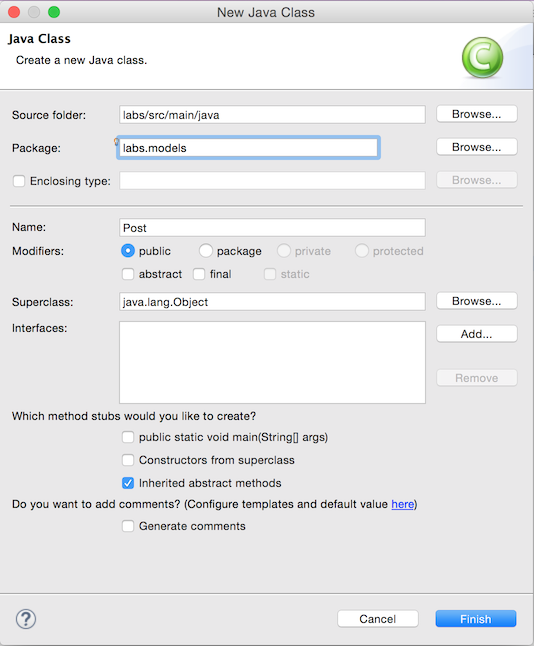 New Java Class
Java Class
Create a new Java class.
C
Source folder: labs/src/main/java Browse...
Package: labs.models Browse...
Enclosing type: Browse...
Name: Post
Modifiers: public package private protected
abstract final static
Superclass: java.lang.Object Browse...
Interfaces: Add...
Remove
Which method stubs would you like to create?
public static void main(String[] args)
Constructors from superclass
Inherited abstract methods
Do you want to add comments? (Configure templates and default value here)
Generate comments
? Cancel Finish